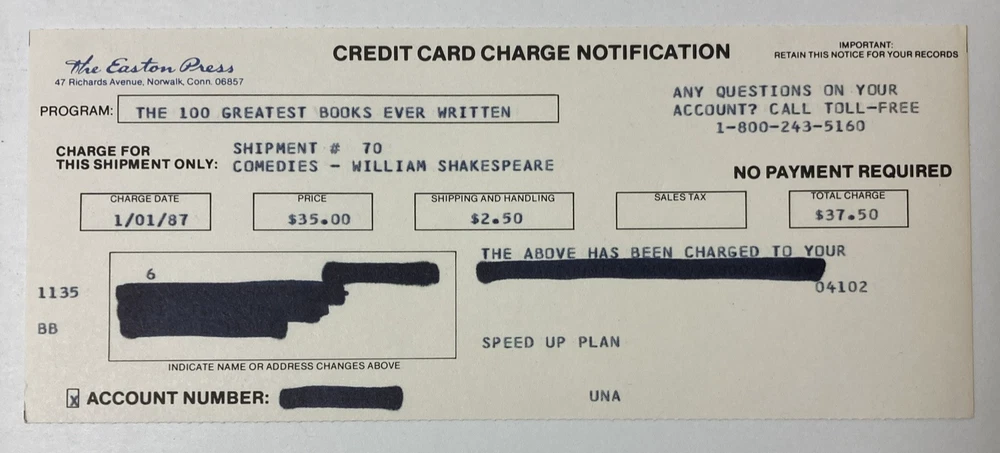 The Easton Press
47 Richards Avenue, Norwalk, Conn. 06857
CREDIT CARD CHARGE NOTIFICATION
IMPORTANT:
RETAIN THIS NOTICE FOR YOUR RECORDS
PROGRAM: THE 100 GREATEST BOOKS EVER WRITTEN
ANY QUESTIONS ON YOUR
ACCOUNT? CALL TOLL-FREE
1-800-243-5160
CHARGE FOR
THIS SHIPMENT ONLY:
SHIPMENT # 70
COMEDIES - WILLIAM SHAKESPEARE
NO PAYMENT REQUIRED
CHARGE DATE
1/01/87
PRICE
$35.00
SHIPPING AND HANDLING
$2.50
SALES TAX
TOTAL CHARGE
$37.50
THE ABOVE HAS BEEN CHARGED TO YOUR
04102
6
1135
BB
SPEED UP PLAN
INDICATE NAME OR ADDRESS CHANGES ABOVE
X ACCOUNT NUMBER:
UNA